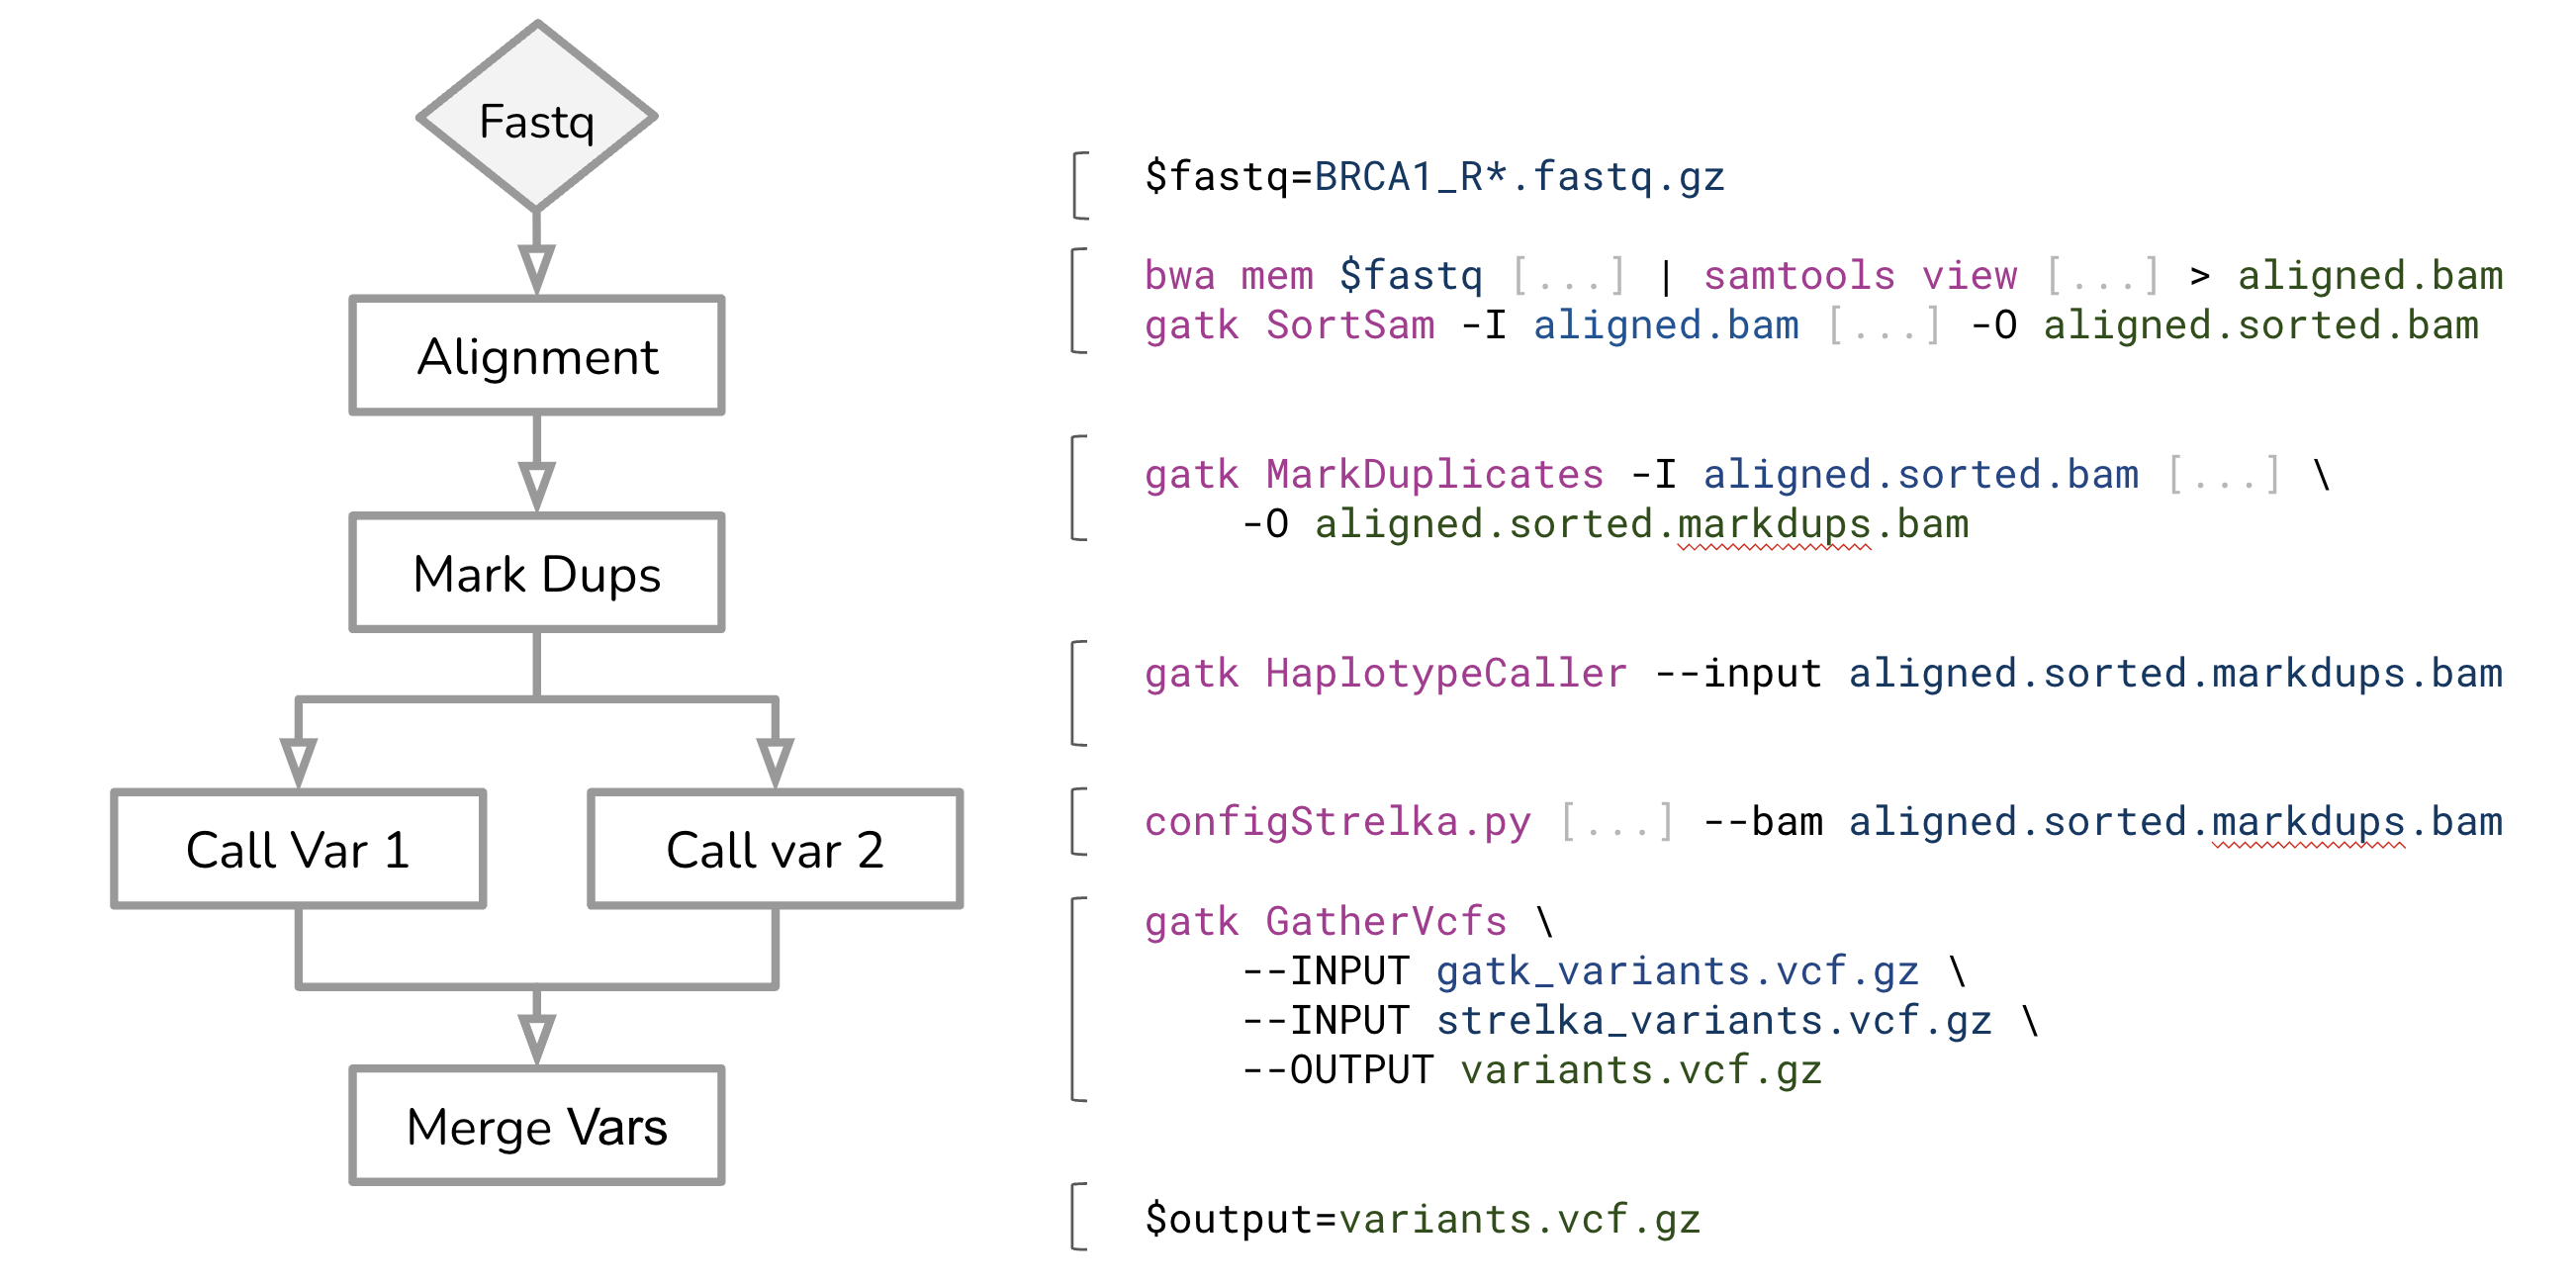 Fastq
Alignment
Mark Dups
Call Var 1
Call var 2
Merge Vars
$fastq=BRCA1_R*.fastq.gz
bwa mem $fastq [...] | samtools view [...] > aligned.bam
gatk SortSam -I aligned.bam [...] -O aligned.sorted.bam
gatk MarkDuplicates -I aligned.sorted.bam [...] \
-O aligned.sorted.markdups.bam
gatk HaplotypeCaller --input aligned.sorted.markdups.bam
configStrelka.py [...] --bam aligned.sorted.markdups.bam
gatk GatherVcfs \
--INPUT gatk_variants.vcf.gz \
--INPUT strelka_variants.vcf.gz \
--OUTPUT variants.vcf.gz
$output=variants.vcf.gz